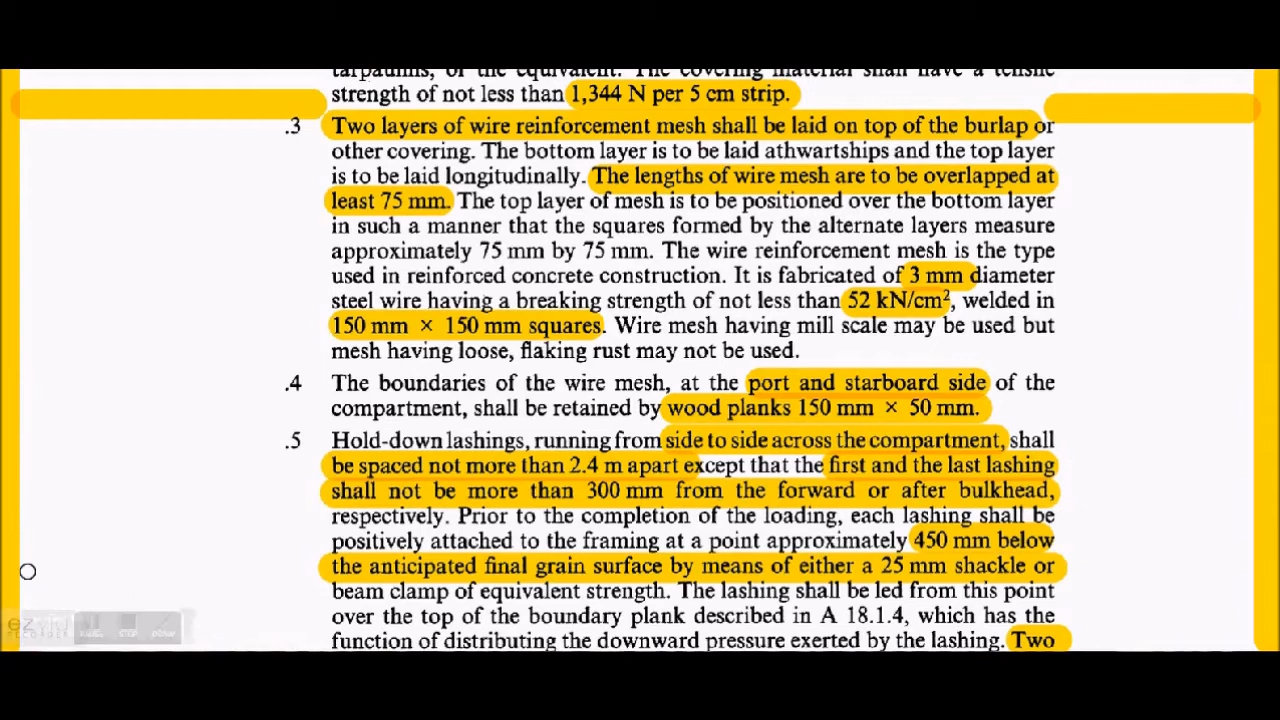 tarpaulins, or the equivalent. The covering material shall have a tensile
strength of not less than 1,344 N per 5 cm strip.
.3 Two layers of wire reinforcement mesh shall be laid on top of the burlap or
other covering. The bottom layer is to be laid athwartships and the top layer
is to be laid longitudinally. The lengths of wire mesh are to be overlapped at
least 75 mm. The top layer of mesh is to be positioned over the bottom layer
in such a manner that the squares formed by the alternate layers measure
approximately 75 mm by 75 mm. The wire reinforcement mesh is the type
used in reinforced concrete construction. It is fabricated of 3 mm diameter
steel wire having a breaking strength of not less than 52 kN/cm², welded in
150 mm × 150 mm squares. Wire mesh having mill scale may be used but
mesh having loose, flaking rust may not be used.
.4 The boundaries of the wire mesh, at the port and starboard side of the
compartment, shall be retained by wood planks 150 mm × 50 mm.
.5 Hold-down lashings, running from side to side across the compartment, shall
be spaced not more than 2.4 m apart except that the first and the last lashing
shall not be more than 300 mm from the forward or after bulkhead,
respectively. Prior to the completion of the loading, each lashing shall be
positively attached to the framing at a point approximately 450 mm below
the anticipated final grain surface by means of either a 25 mm shackle or
beam clamp of equivalent strength. The lashing shall be led from this point
over the top of the boundary plank described in A 18.1.4, which has the
function of distributing the downward pressure exerted by the lashing. Two